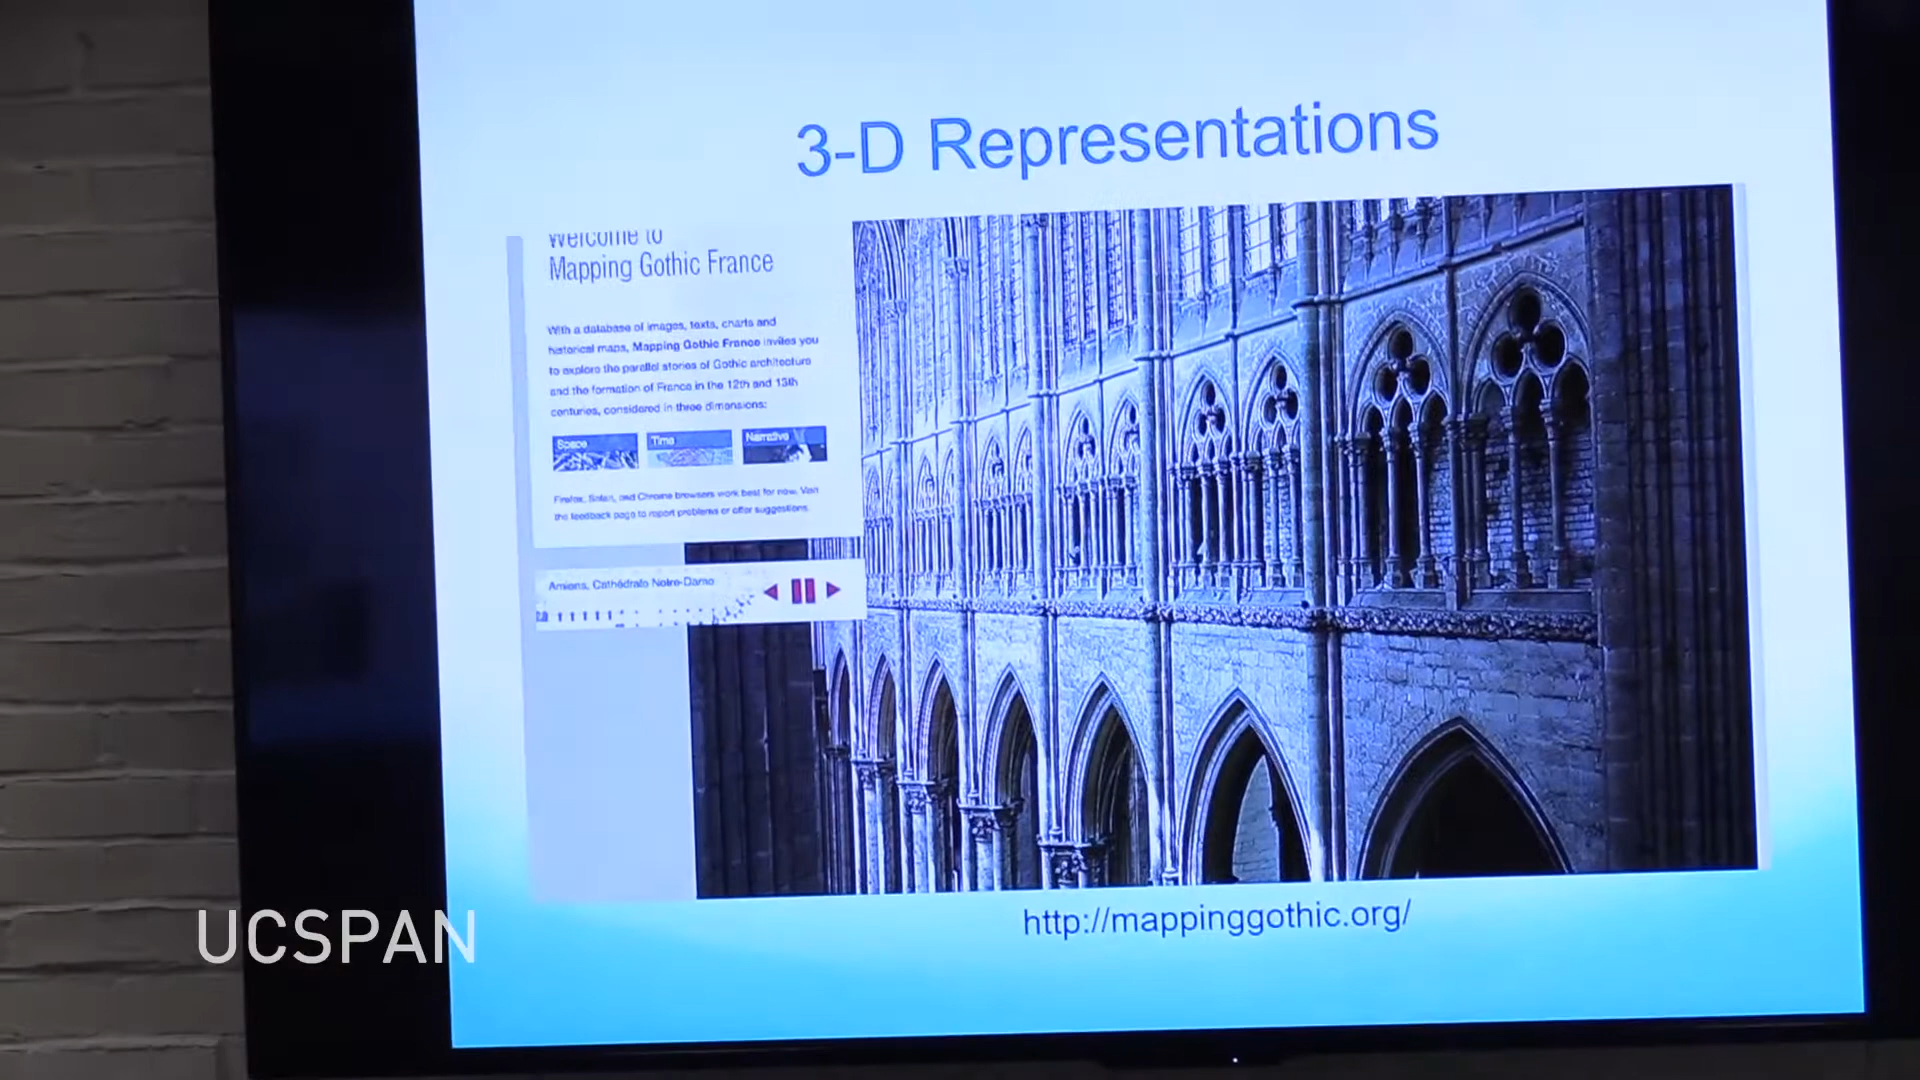 3-D Representations
Welcome to
Mapping Gothic France
With a database of images, texts, charts and
historical maps, Mapping Gothic France invites you
to explore the parallel stories of Gothic architecture
and the formation of France in the 12th and 13th
centuries, considered in three dimensions:
Space Time Narrative
Firefox, Safari, and Chrome browsers work best for now. Visit
the feedback page to report problems or offer suggestions.
Amiens, Cathédrale Notre-Dame
http://mappinggothic.org/
UCSPAN